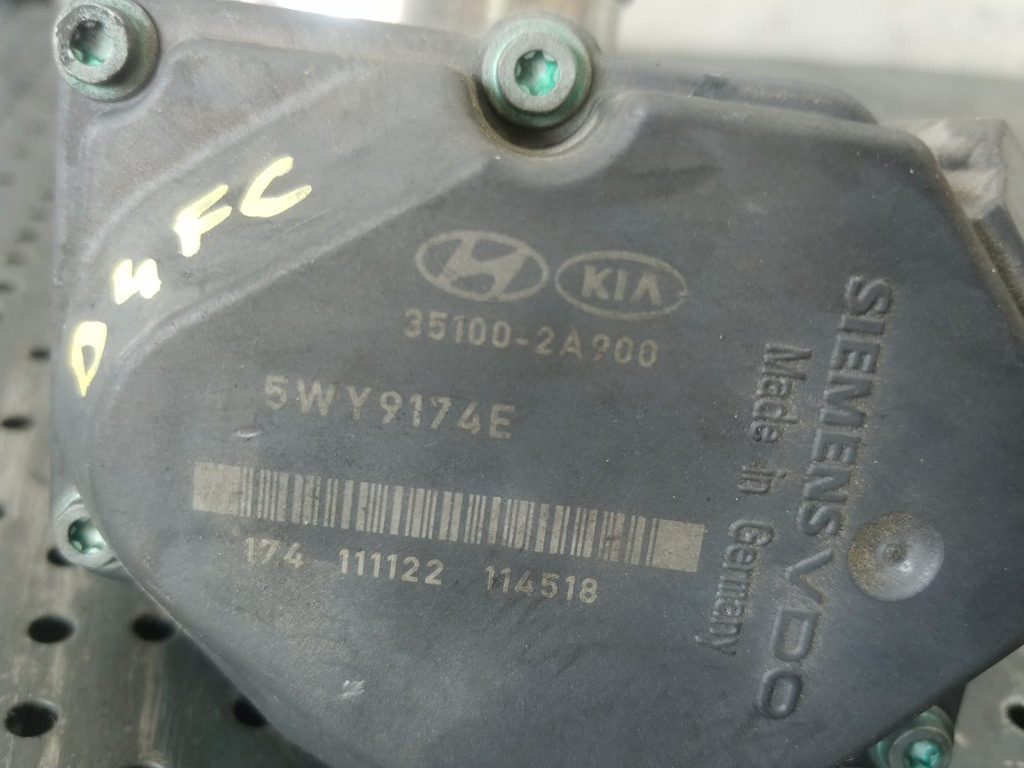 D4FC
KIA
35100-2A900
5WY9174E
174 111122 114518
SIEMENS VDO
Made in Germany